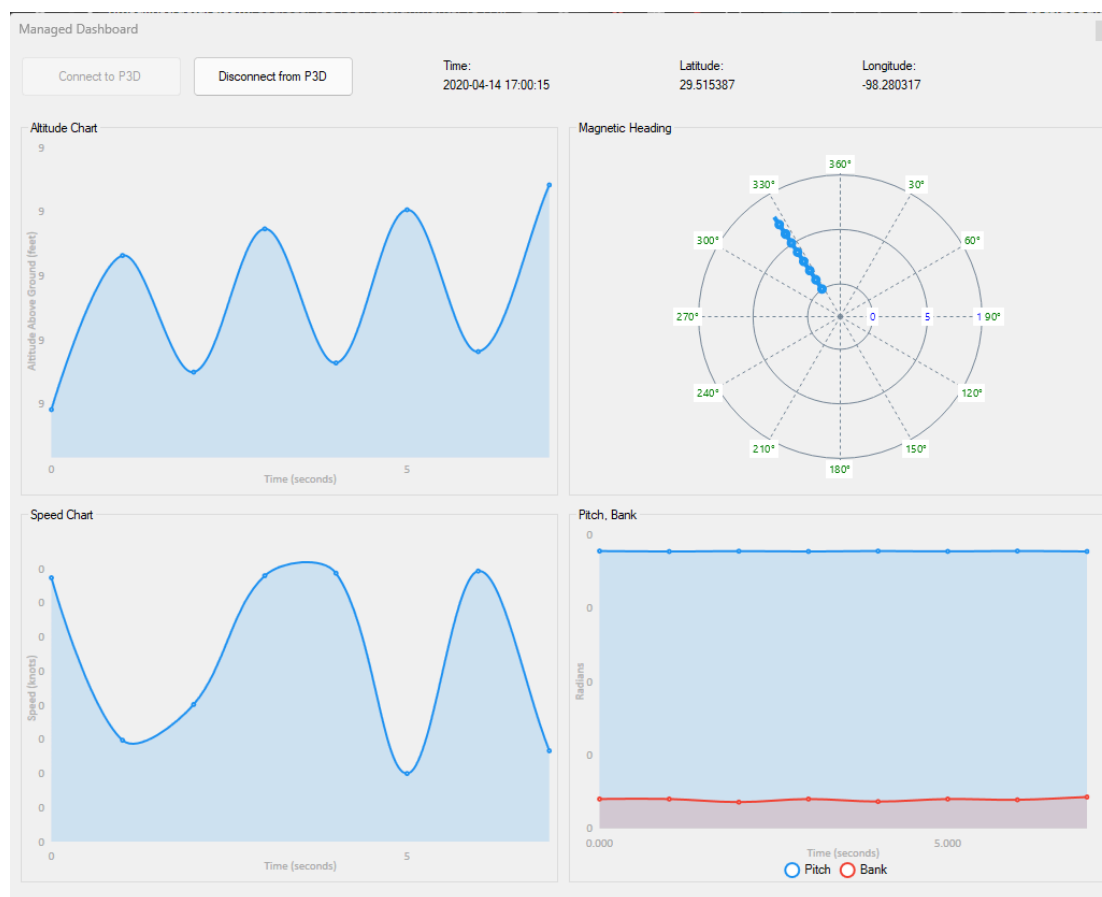 Managed Dashboard
Connect to P3D
Disconnect from P3D
Time:
2020-04-14 17:00:15
Latitude:
29.515387
Longitude:
-98.280317
Altitude Chart
9
9
9
9
9
Altitude Above Ground (feet)
0
5
Time (seconds)
Magnetic Heading
360°
330°
30°
300°
60°
270°
0
5
1
90°
240°
120°
210°
150°
180°
Speed Chart
0
0
0
0
0
0
0
0
0
Speed (knots)
0
5
Time (seconds)
Pitch, Bank
0
0
0
0
0
Radians
0.000
5.000
Time (seconds)
Pitch
Bank